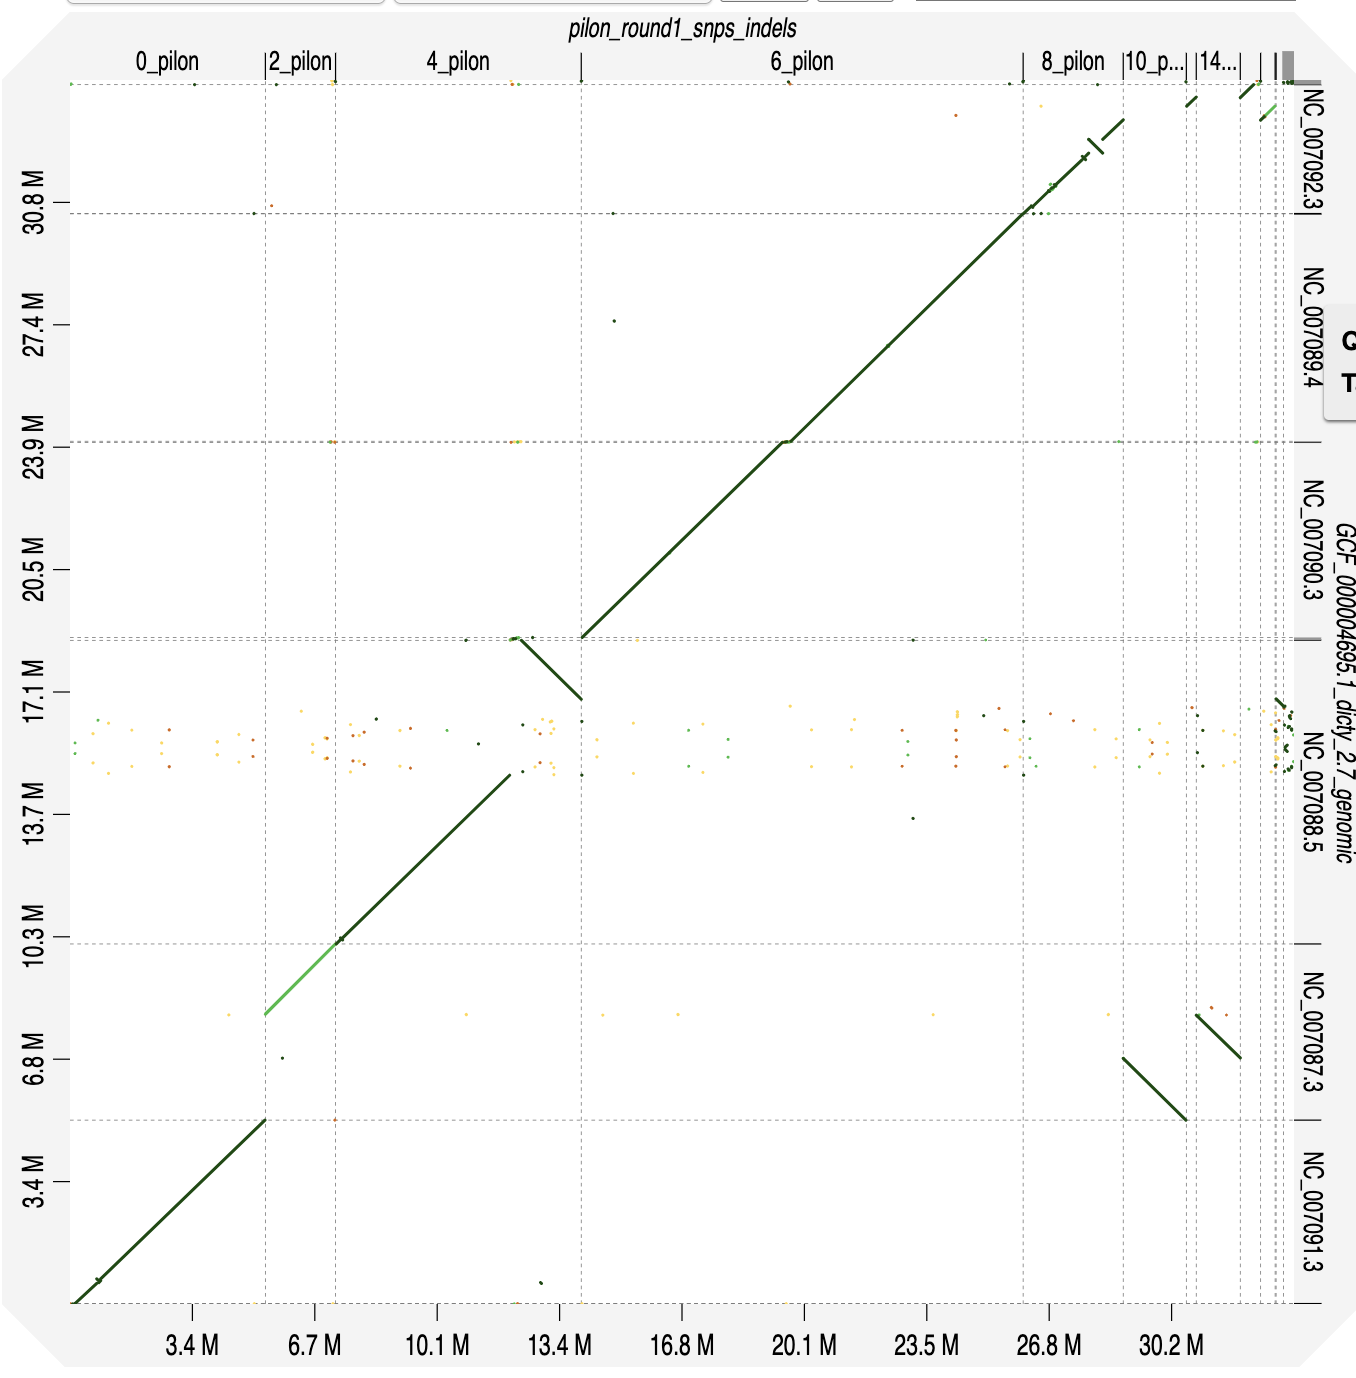 pilon_round1_snps_indels
0_pilon 2_pilon 4_pilon 6_pilon 8_pilon 10_p... 14...
NC_007092.3
NC_007089.4
NC_007090.3
NC_007088.5
NC_007087.3
NC_007091.3
GCF_000004695.1_dicty_2.7_genomic
30.8 M
27.4 M
23.9 M
20.5 M
17.1 M
13.7 M
10.3 M
6.8 M
3.4 M
3.4 M 6.7 M 10.1 M 13.4 M 16.8 M 20.1 M 23.5 M 26.8 M 30.2 M